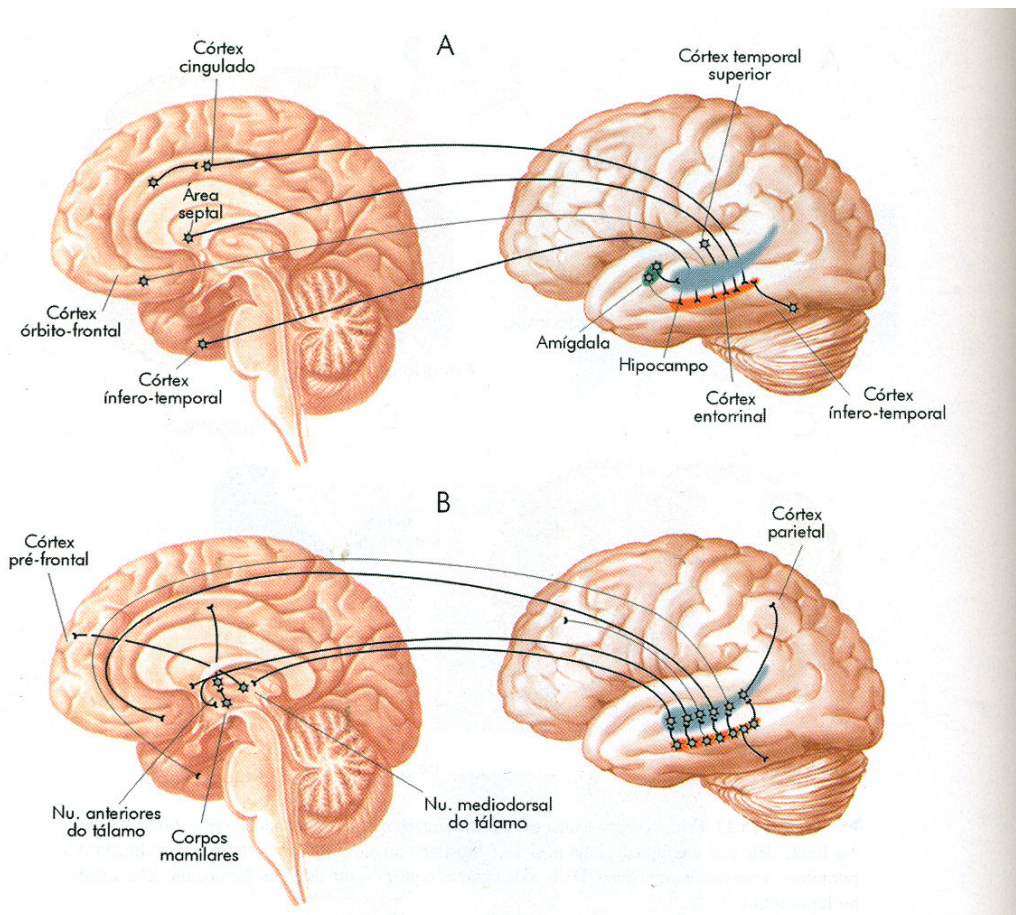 A
Córtex
cingulado
Córtex temporal
superior
Área
septal
Córtex
órbito-frontal
Córtex
ínfero-temporal
Amígdala
Hipocampo
Córtex
entorrinal
Córtex
ínfero-temporal
B
Córtex
pré-frontal
Córtex
parietal
Nu. anteriores
do tálamo
Corpos
mamilares
Nu. mediodorsal
do tálamo